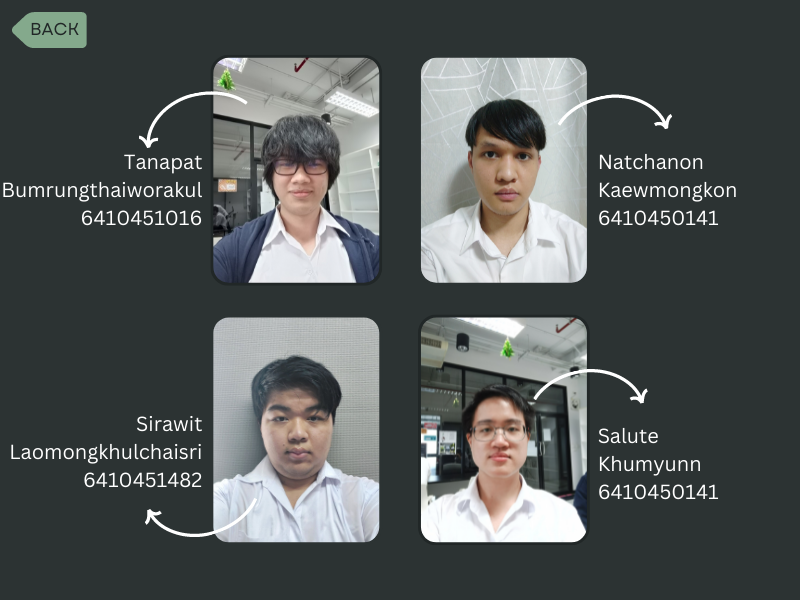 BACK
Tanapat
Bumrungthaiworakul
6410451016
Natchanon
Kaewmongkon
6410450141
Sirawit
Laomongkhulchaisri
6410451482
Salute
Khumyunn
6410450141